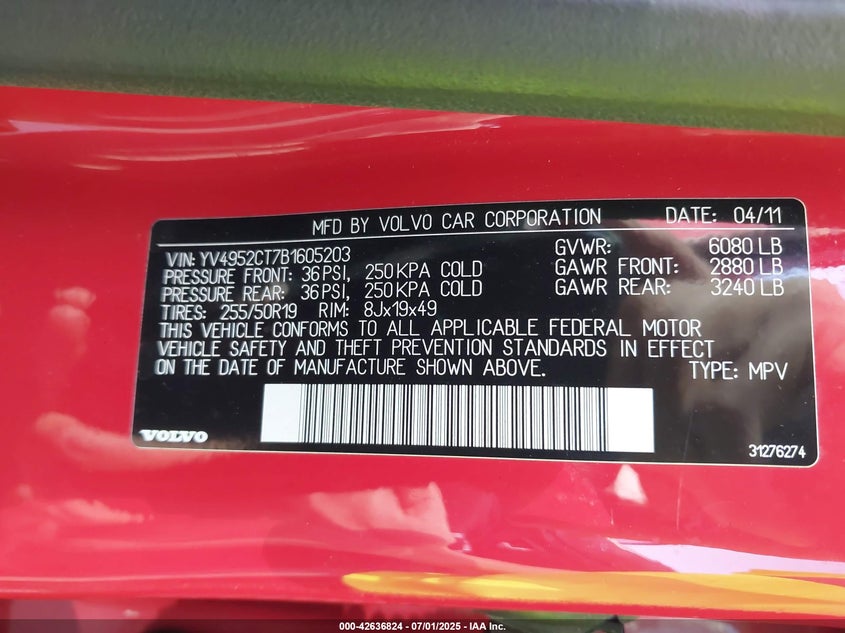 MFD BY VOLVO CAR CORPORATION DATE: 04/11
VIN: YV4952CT7B1605203 GVWR: 6080 LB
PRESSURE FRONT: 36 PSI, 250 KPA COLD GAWR FRONT: 2880 LB
PRESSURE REAR: 36 PSI, 250 KPA COLD GAWR REAR: 3240 LB
TIRES: 255/50R19 RIM: 8Jx19x49
THIS VEHICLE CONFORMS TO ALL APPLICABLE FEDERAL MOTOR
VEHICLE SAFETY AND THEFT PREVENTION STANDARDS IN EFFECT
ON THE DATE OF MANUFACTURE SHOWN ABOVE. TYPE: MPV
VOLVO 31276274
000-42636824 / 07/01/2025 - IAA Inc.